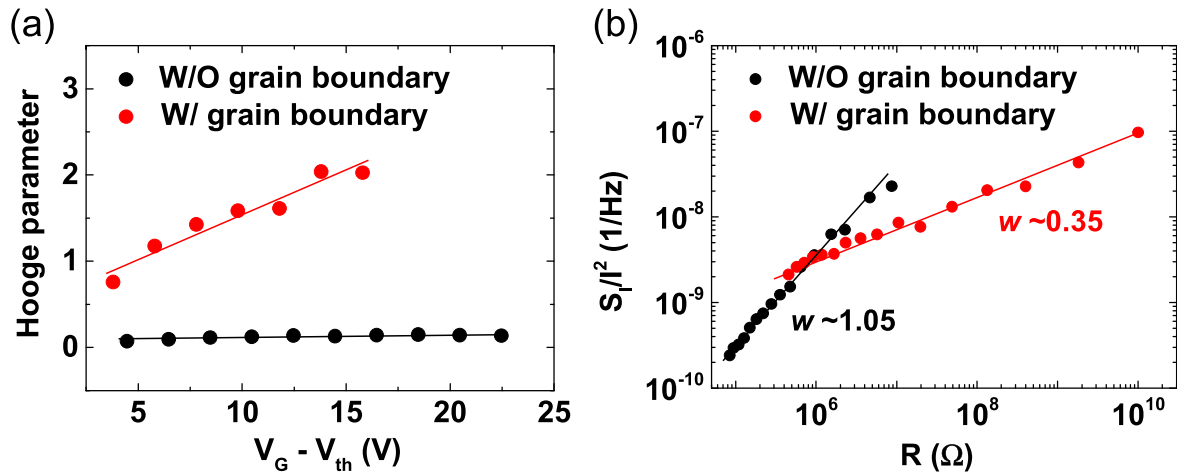 (a)
Hooge parameter
3
2
1
0
W/O grain boundary
W/ grain boundary
5 10 15 20 25
V_G - V_th (V)
(b)
S_I/I^2 (1/Hz)
10^-6
10^-7
10^-8
10^-9
10^-10
W/O grain boundary
W/ grain boundary
w ~0.35
w ~1.05
10^6 10^8 10^10
R (Ω)